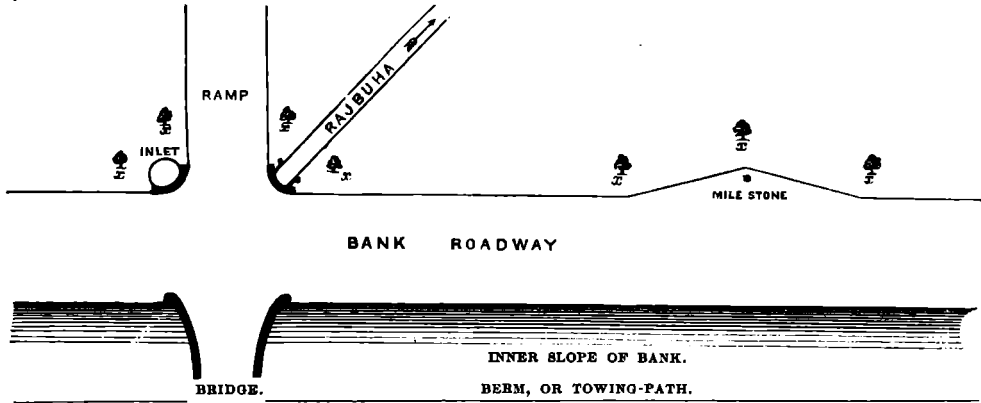 RAMP
RAJBUHA
INLET
MILE STONE
BANK ROADWAY
INNER SLOPE OF BANK.
BRIDGE.
BERM, OR TOWING-PATH.